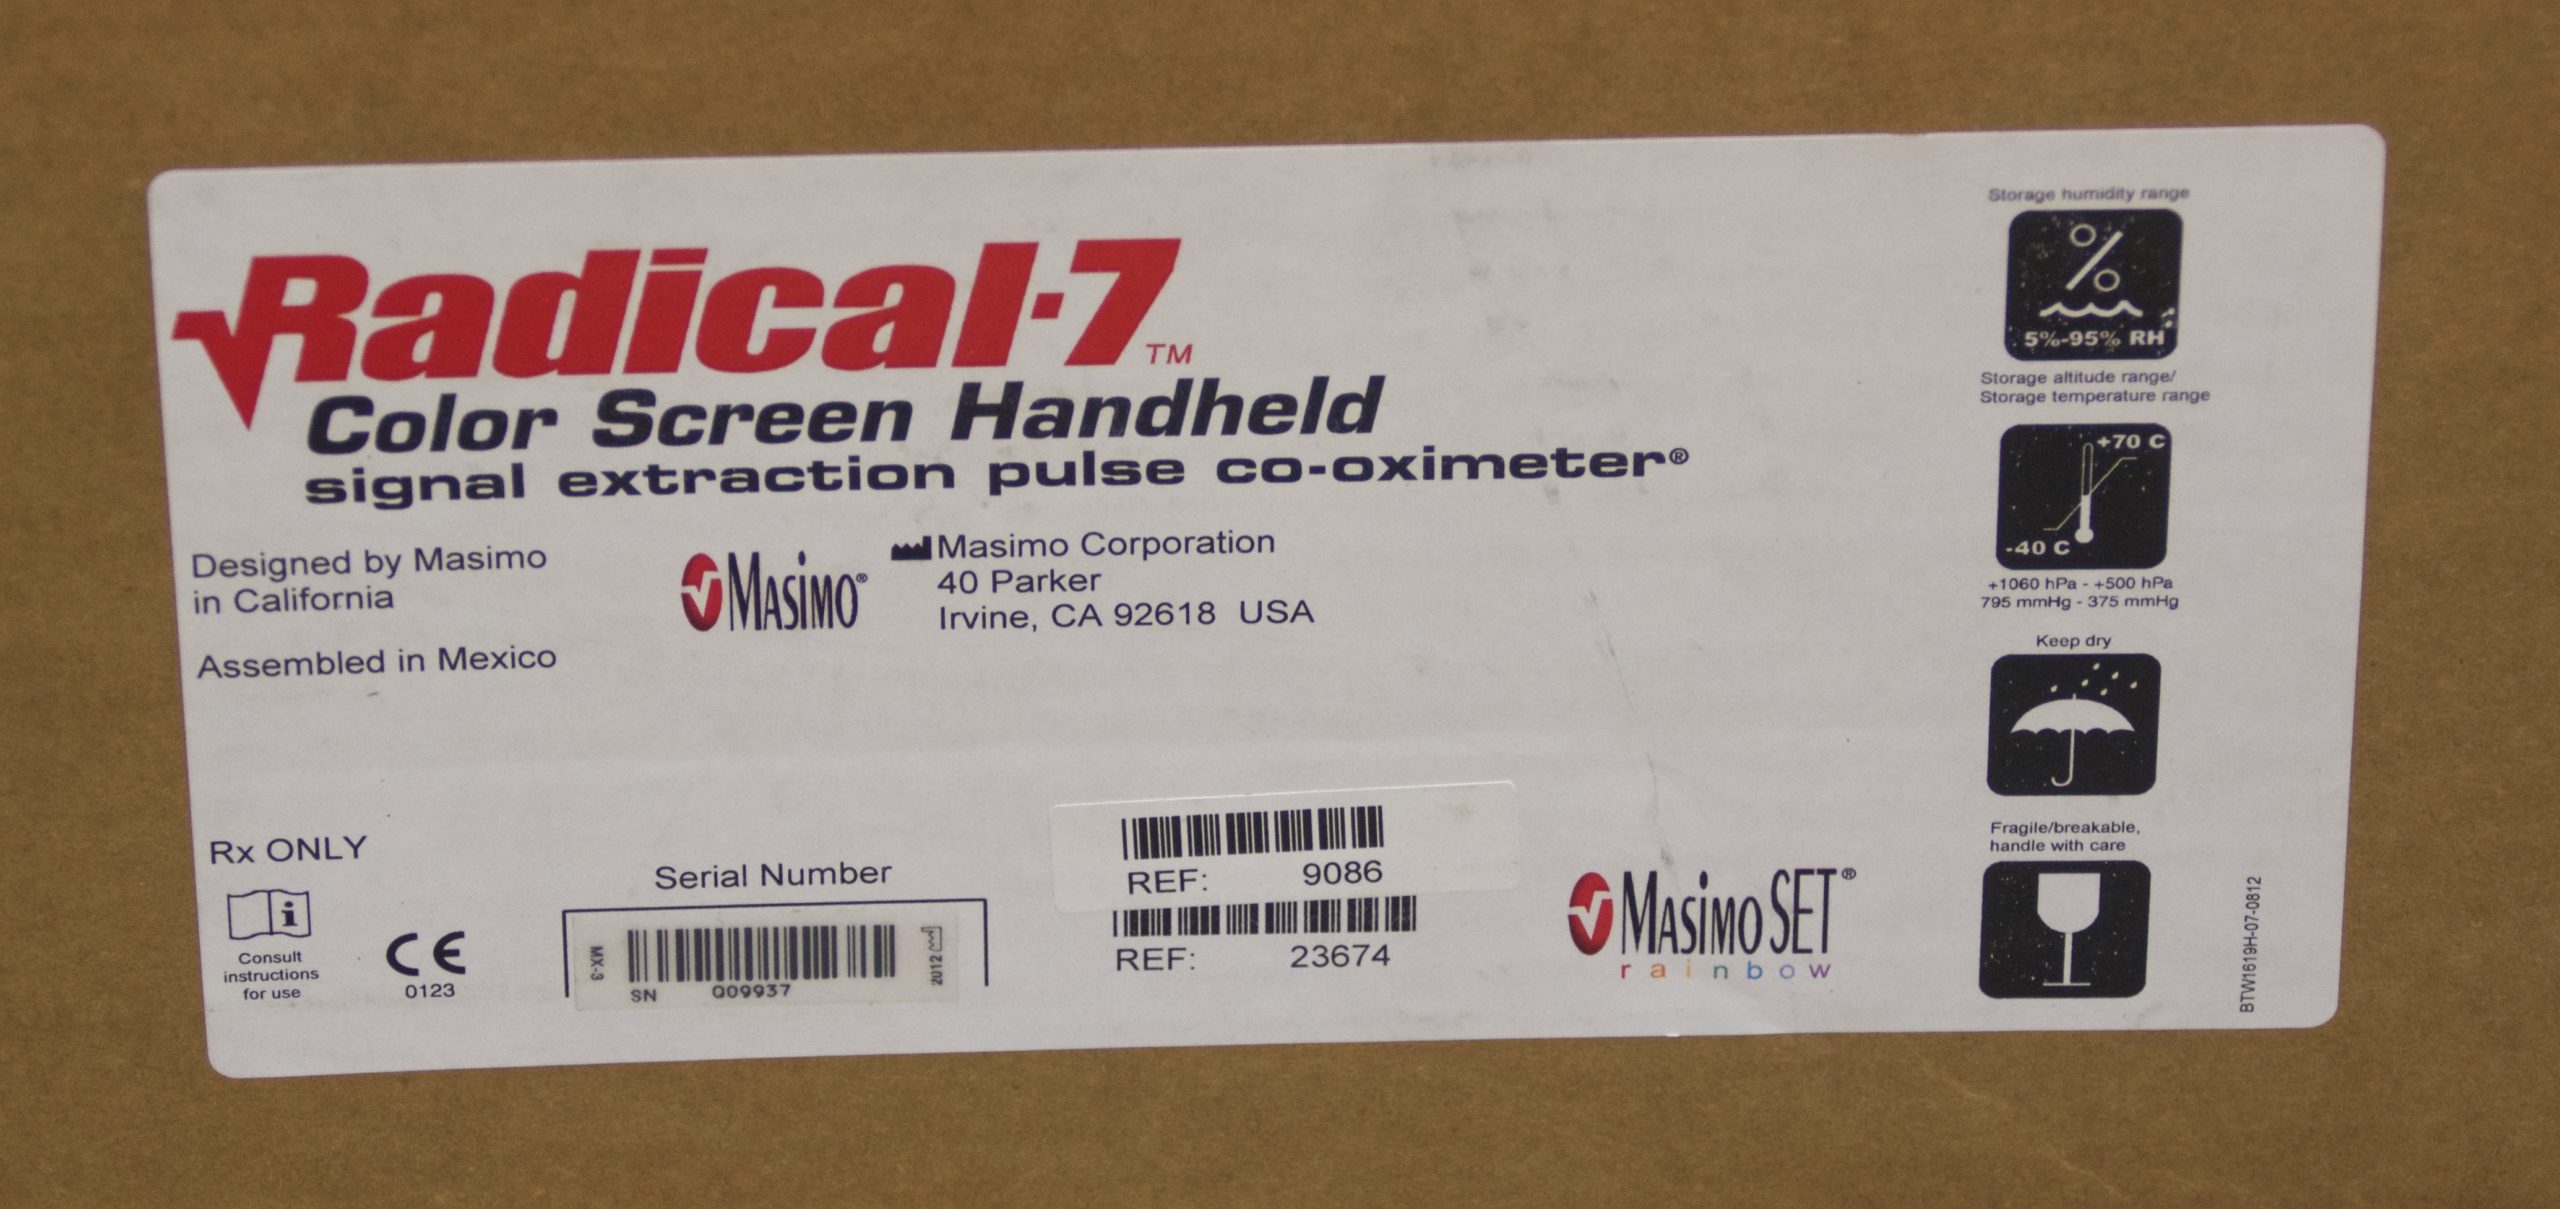 Radical-7™
Color Screen Handheld
signal extraction pulse co-oximeter®
Designed by Masimo
in California
Assembled in Mexico
Masimo®
Masimo Corporation
40 Parker
Irvine, CA 92618 USA
Rx ONLY
Consult
instructions
for use
CE
0123
Serial Number
MX-3
SN Q09937
2012
REF: 9086
REF: 23674
Masimo SET®
rainbow
Storage humidity range
%
5%-95% RH
Storage altitude range/
Storage temperature range
+70 C
-40 C
+1060 hPa - +500 hPa
795 mmHg - 375 mmHg
Keep dry
Fragile/breakable,
handle with care
BTW1619H-07-0812